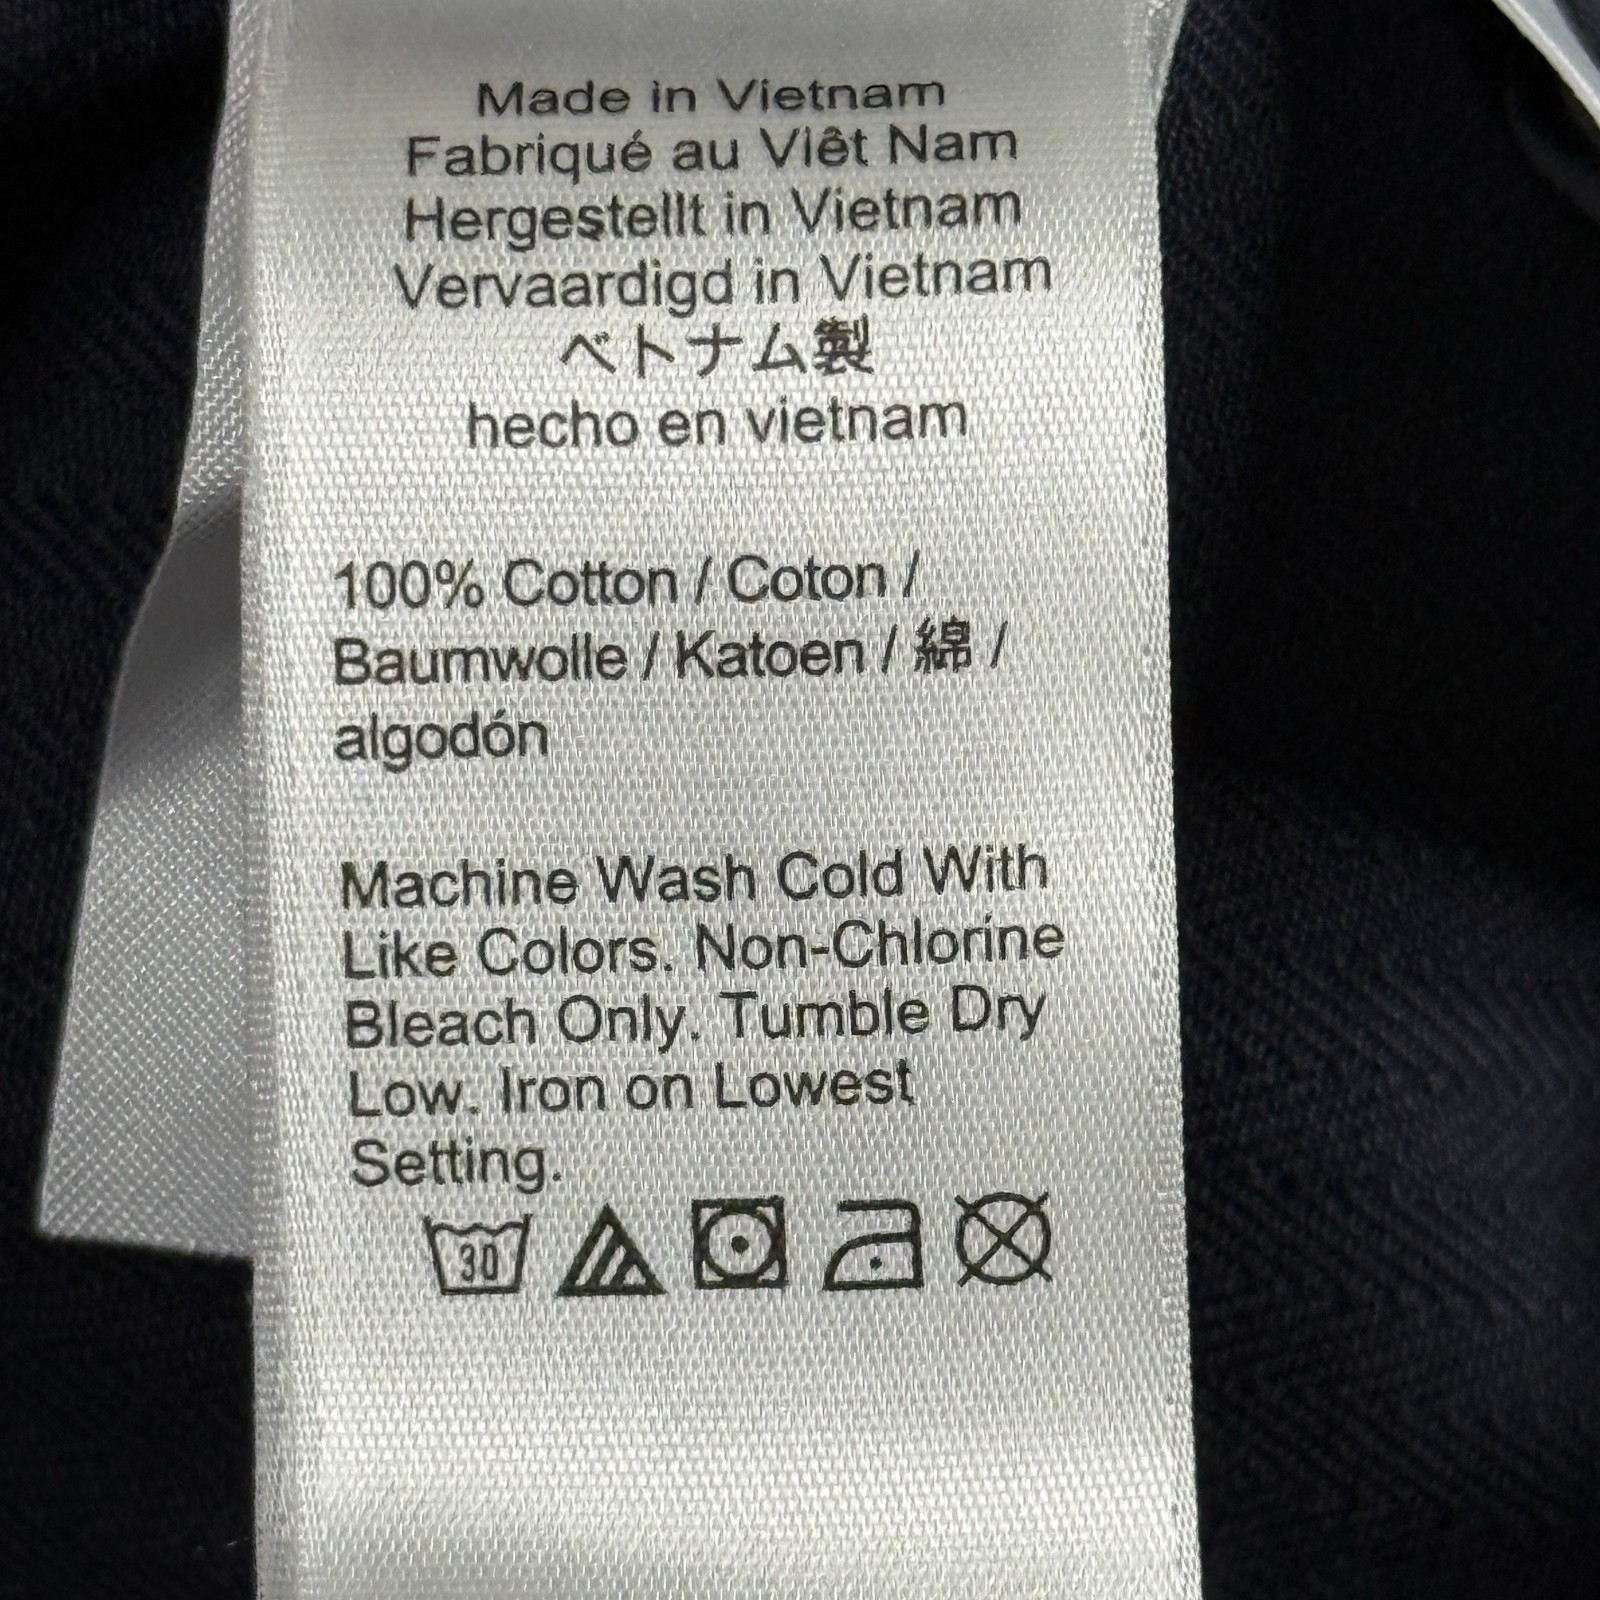 Made in Vietnam
Fabriqué au Viêt Nam
Hergestellt in Vietnam
Vervaardigd in Vietnam
ベトナム製
hecho en vietnam
100% Cotton / Coton /
Baumwolle / Katoen / 綿 /
algodón
Machine Wash Cold With
Like Colors. Non-Chlorine
Bleach Only. Tumble Dry
Low. Iron on Lowest
Setting.
30